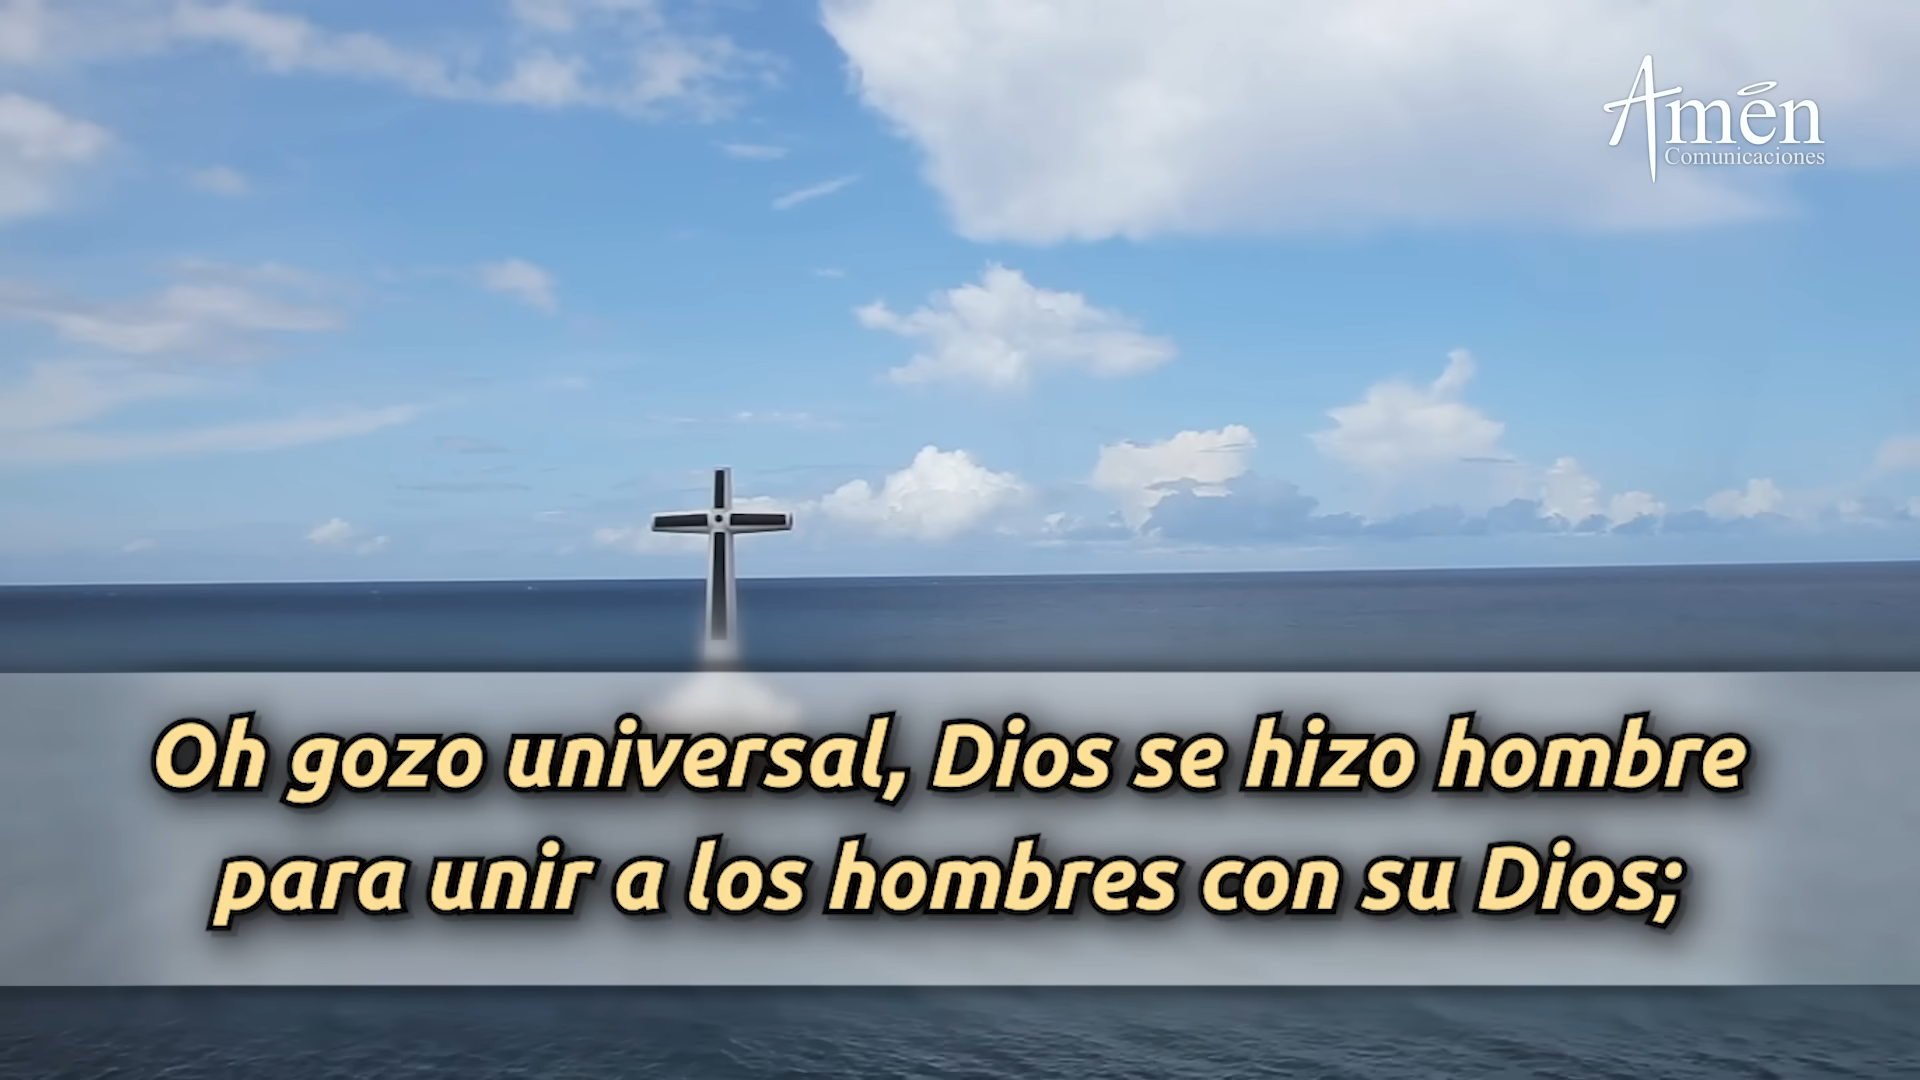 Amén
Comunicaciones
Oh gozo universal, Dios se hizo hombre
para unir a los hombres con su Dios;